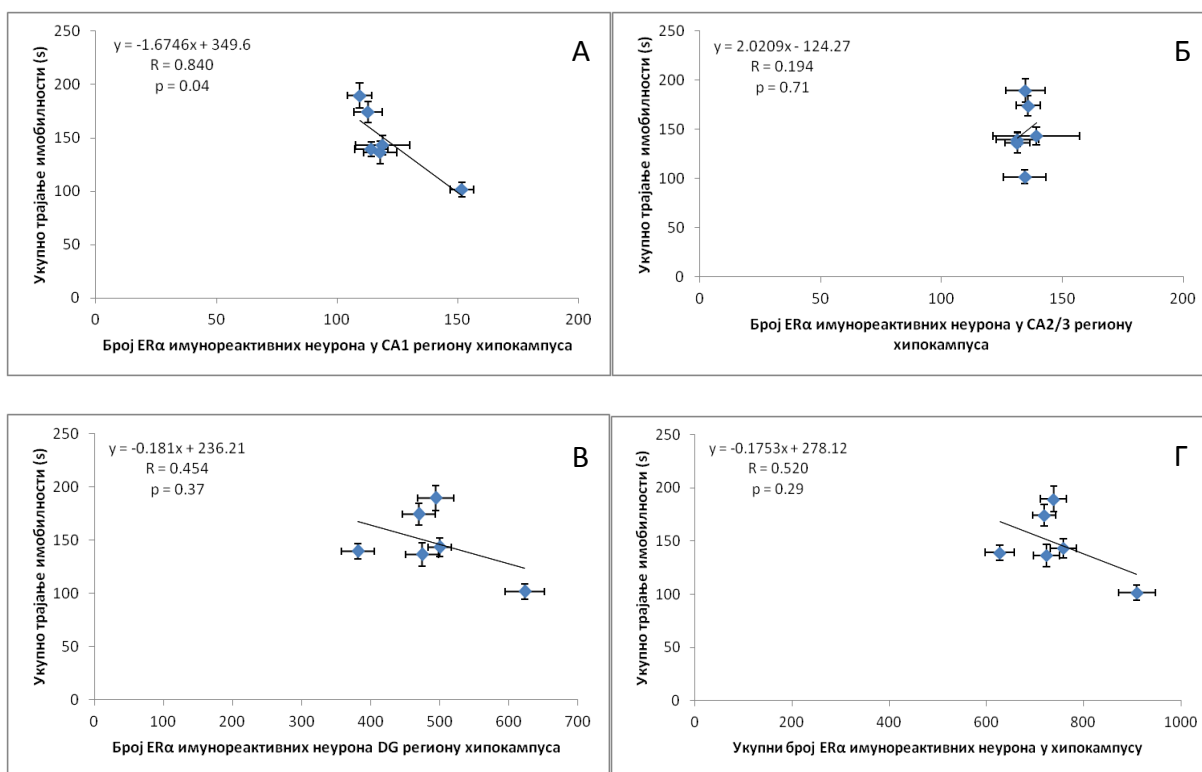 y = -1.6746x + 349.6
R = 0.840
p = 0.04
А
Укупно трајање имобилности (s)
250
200
150
100
50
0
0 50 100 150 200
Број ERα имунореактивних неурона у CA1 региону хипокампуса
y = 2.0209x - 124.27
R = 0.194
p = 0.71
Б
Укупно трајање имобилности (s)
250
200
150
100
50
0
0 50 100 150 200
Број ERα имунореактивних неурона у CA2/3 региону
хипокампуса
y = -0.181x + 236.21
R = 0.454
p = 0.37
В
Укупно трајање имобилности (s)
250
200
150
100
50
0
0 100 200 300 400 500 600 700
Број ERα имунореактивних неурона DG региону хипокампуса
y = -0.1753x + 278.12
R = 0.520
p = 0.29
Г
Укупно трајање имобилности (s)
250
200
150
100
50
0
0 200 400 600 800 1000
Укупни број ERα имунореактивних неурона у хипокампусу